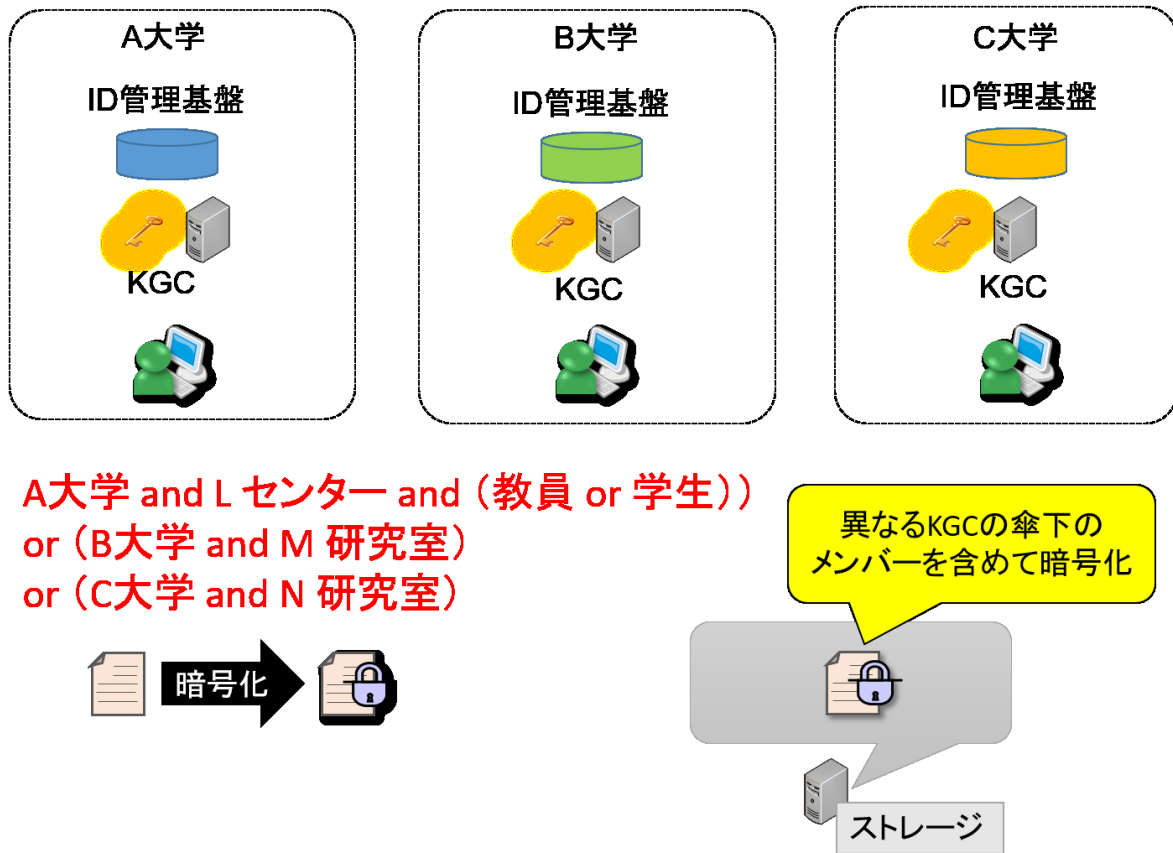 A大学
ID管理基盤
KGC
B大学
ID管理基盤
KGC
C大学
ID管理基盤
KGC
A大学 and L センター and (教員 or 学生))
or (B大学 and M 研究室)
or (C大学 and N 研究室)
暗号化
異なるKGCの傘下の
メンバーを含めて暗号化
ストレージ